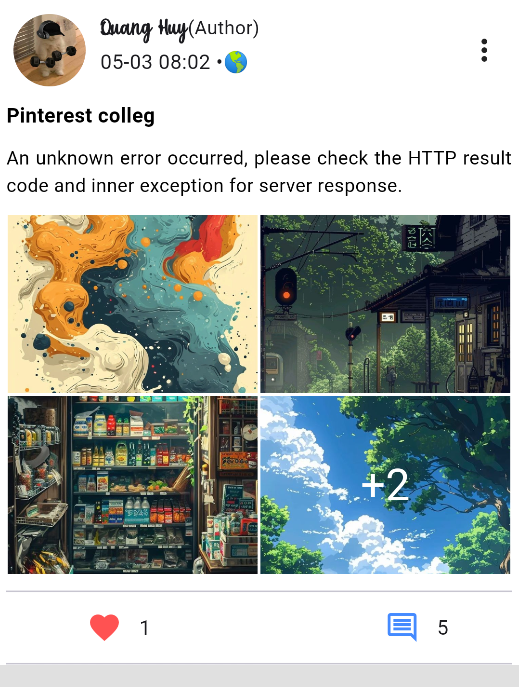 Quang Huy(Author)
05-03 08:02 •
Pinterest colleg
An unknown error occurred, please check the HTTP result
code and inner exception for server response.
+2
1
5